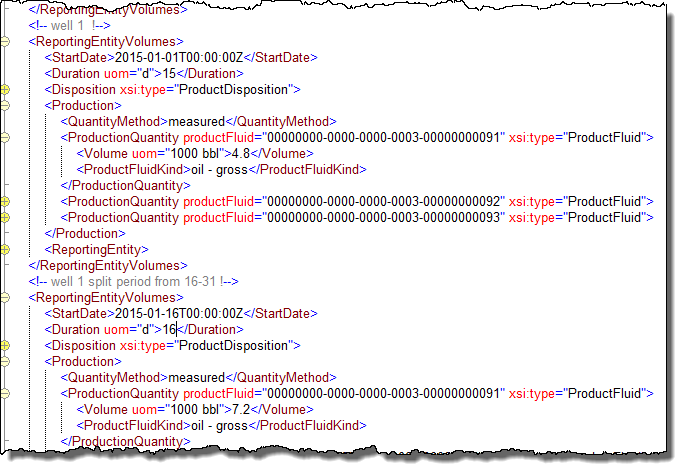 </ReportingEntityVolumes>
<!-- well 1 !-->
<ReportingEntityVolumes>
<StartDate>2015-01-01T00:00:00Z</StartDate>
<Duration uom="d">15</Duration>
<Disposition xsi:type="ProductDisposition">
<Production>
<QuantityMethod>measured</QuantityMethod>
<ProductionQuantity productFluid="00000000-0000-0000-0003-00000000091" xsi:type="ProductFluid">
<Volume uom="1000 bbl">4.8</Volume>
<ProductFluidKind>oil - gross</ProductFluidKind>
</ProductionQuantity>
<ProductionQuantity productFluid="00000000-0000-0000-0003-00000000092" xsi:type="ProductFluid">
<ProductionQuantity productFluid="00000000-0000-0000-0003-00000000093" xsi:type="ProductFluid">
</Production>
<ReportingEntity>
</ReportingEntityVolumes>
<!-- well 1 split period from 16-31 !-->
<ReportingEntityVolumes>
<StartDate>2015-01-16T00:00:00Z</StartDate>
<Duration uom="d">16</Duration>
<Disposition xsi:type="ProductDisposition">
<Production>
<QuantityMethod>measured</QuantityMethod>
<ProductionQuantity productFluid="00000000-0000-0000-0003-00000000091" xsi:type="ProductFluid">
<Volume uom="1000 bbl">7.2</Volume>
<ProductFluidKind>oil - gross</ProductFluidKind>
</ProductionQuantity>